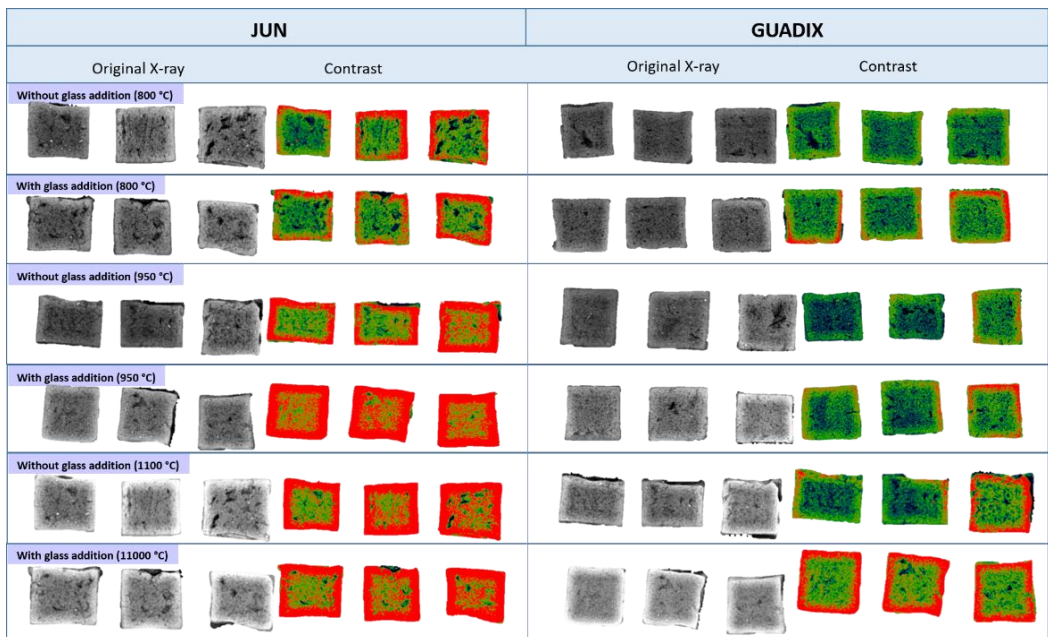 JUN
GUADIX
Original X-ray
Contrast
Original X-ray
Contrast
Without glass addition (800 °C)
With glass addition (800 °C)
Without glass addition (950 °C)
With glass addition (950 °C)
Without glass addition (1100 °C)
With glass addition (11000 °C)